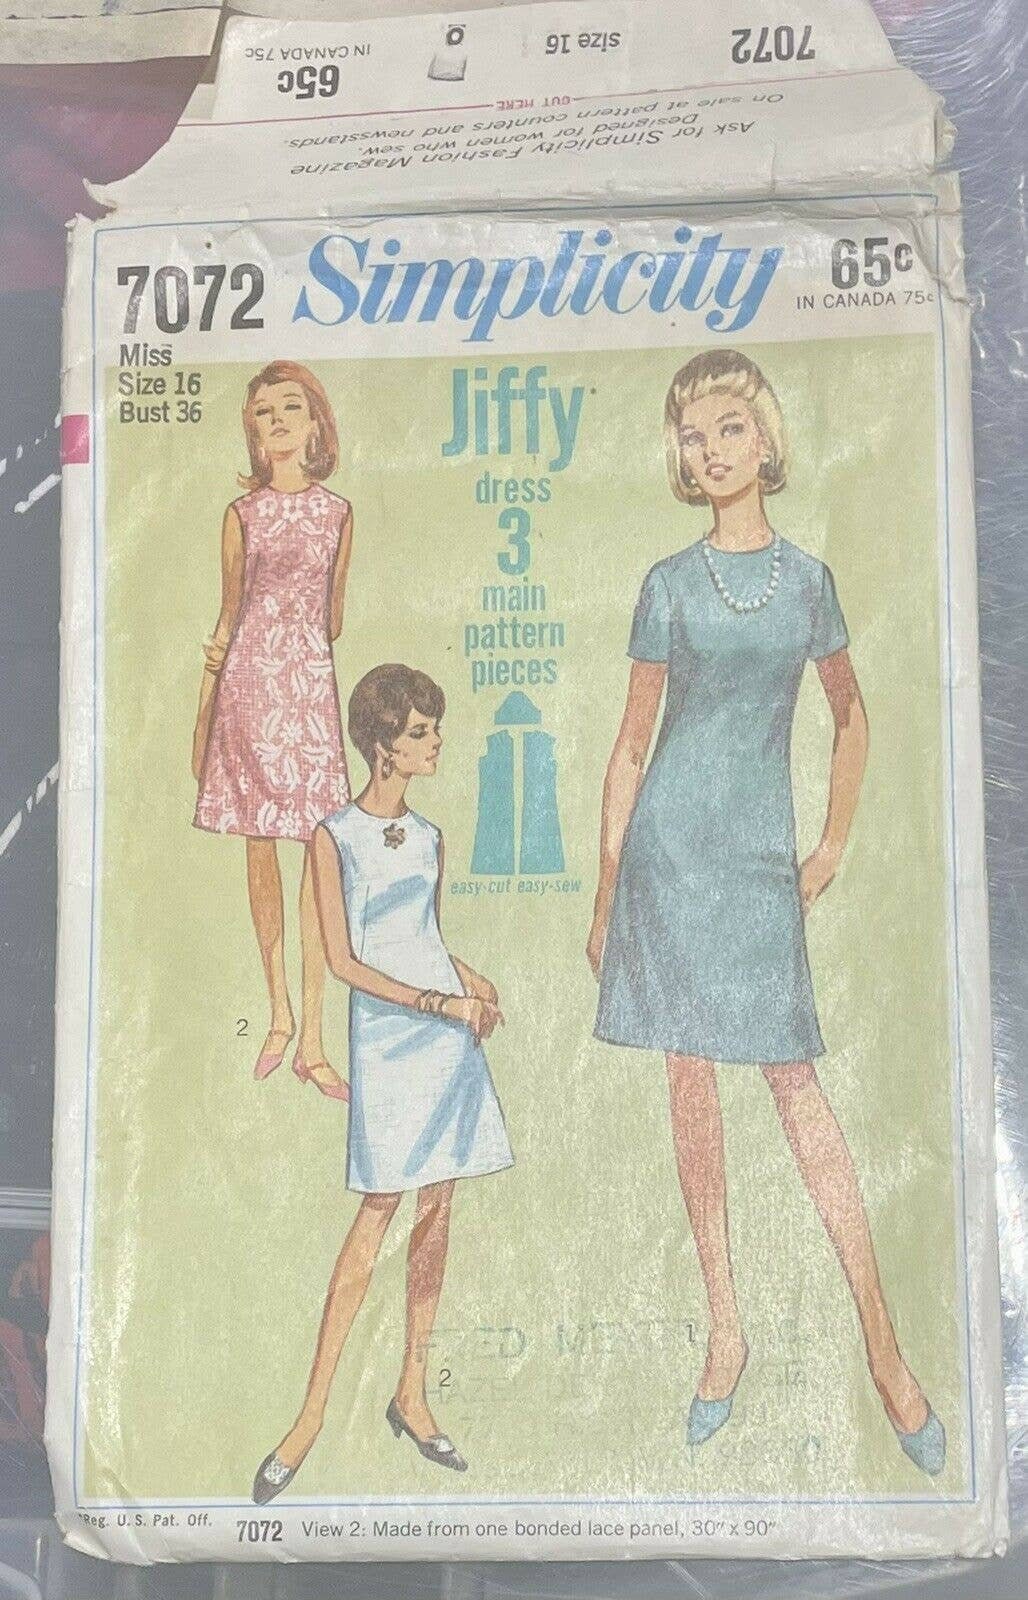 7072
size 16
65c
IN CANADA 75c
CUT HERE
Ask for Simplicity Fashion Magazine
Designed for women who sew.
On sale at pattern counters and newsstands.
7072
Simplicity
65c
IN CANADA 75c
Miss
Size 16
Bust 36
Jiffy
dress
3
main
pattern
pieces
easy-cut easy-sew
2
2
1
FRED
Reg. U. S. Pat. Off.
7072 View 2: Made from one bonded lace panel, 30″ x 90″